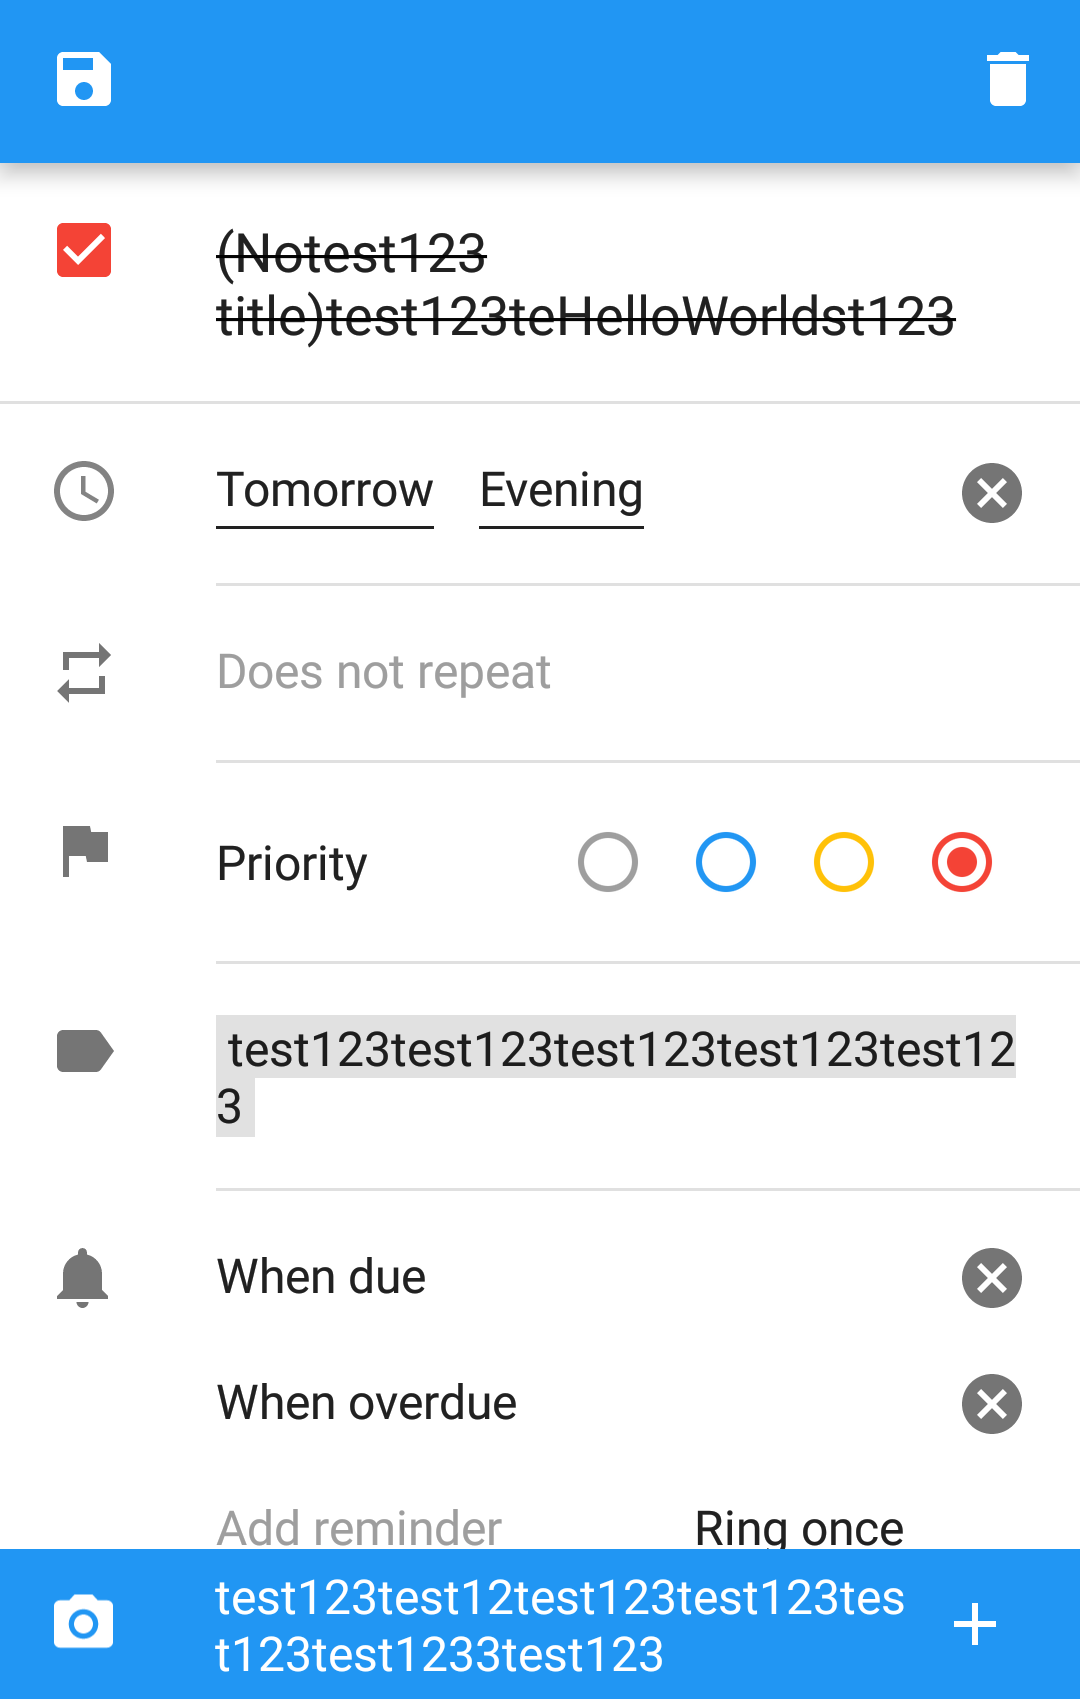 (Notest123
title)test123teHelloWorldst123
Tomorrow Evening
Does not repeat
Priority
test123test123test123test123test12
3
When due
When overdue
Add reminder Ring once
test123test12test123test123tes
t123test1233test123